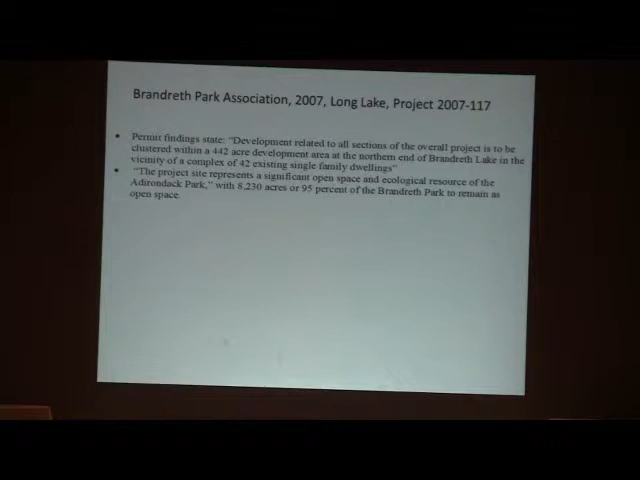 Brandreth Park Association, 2007, Long Lake, Project 2007-117
• Permit findings state: "Development related to all sections of the overall project is to be
clustered within a 442 acre development area at the northern end of Brandreth Lake in the
vicinity of a complex of 42 existing single family dwellings"
• "The project site represents a significant open space and ecological resource of the
Adirondack Park," with 8,230 acres or 95 percent of the Brandreth Park to remain as
open space.